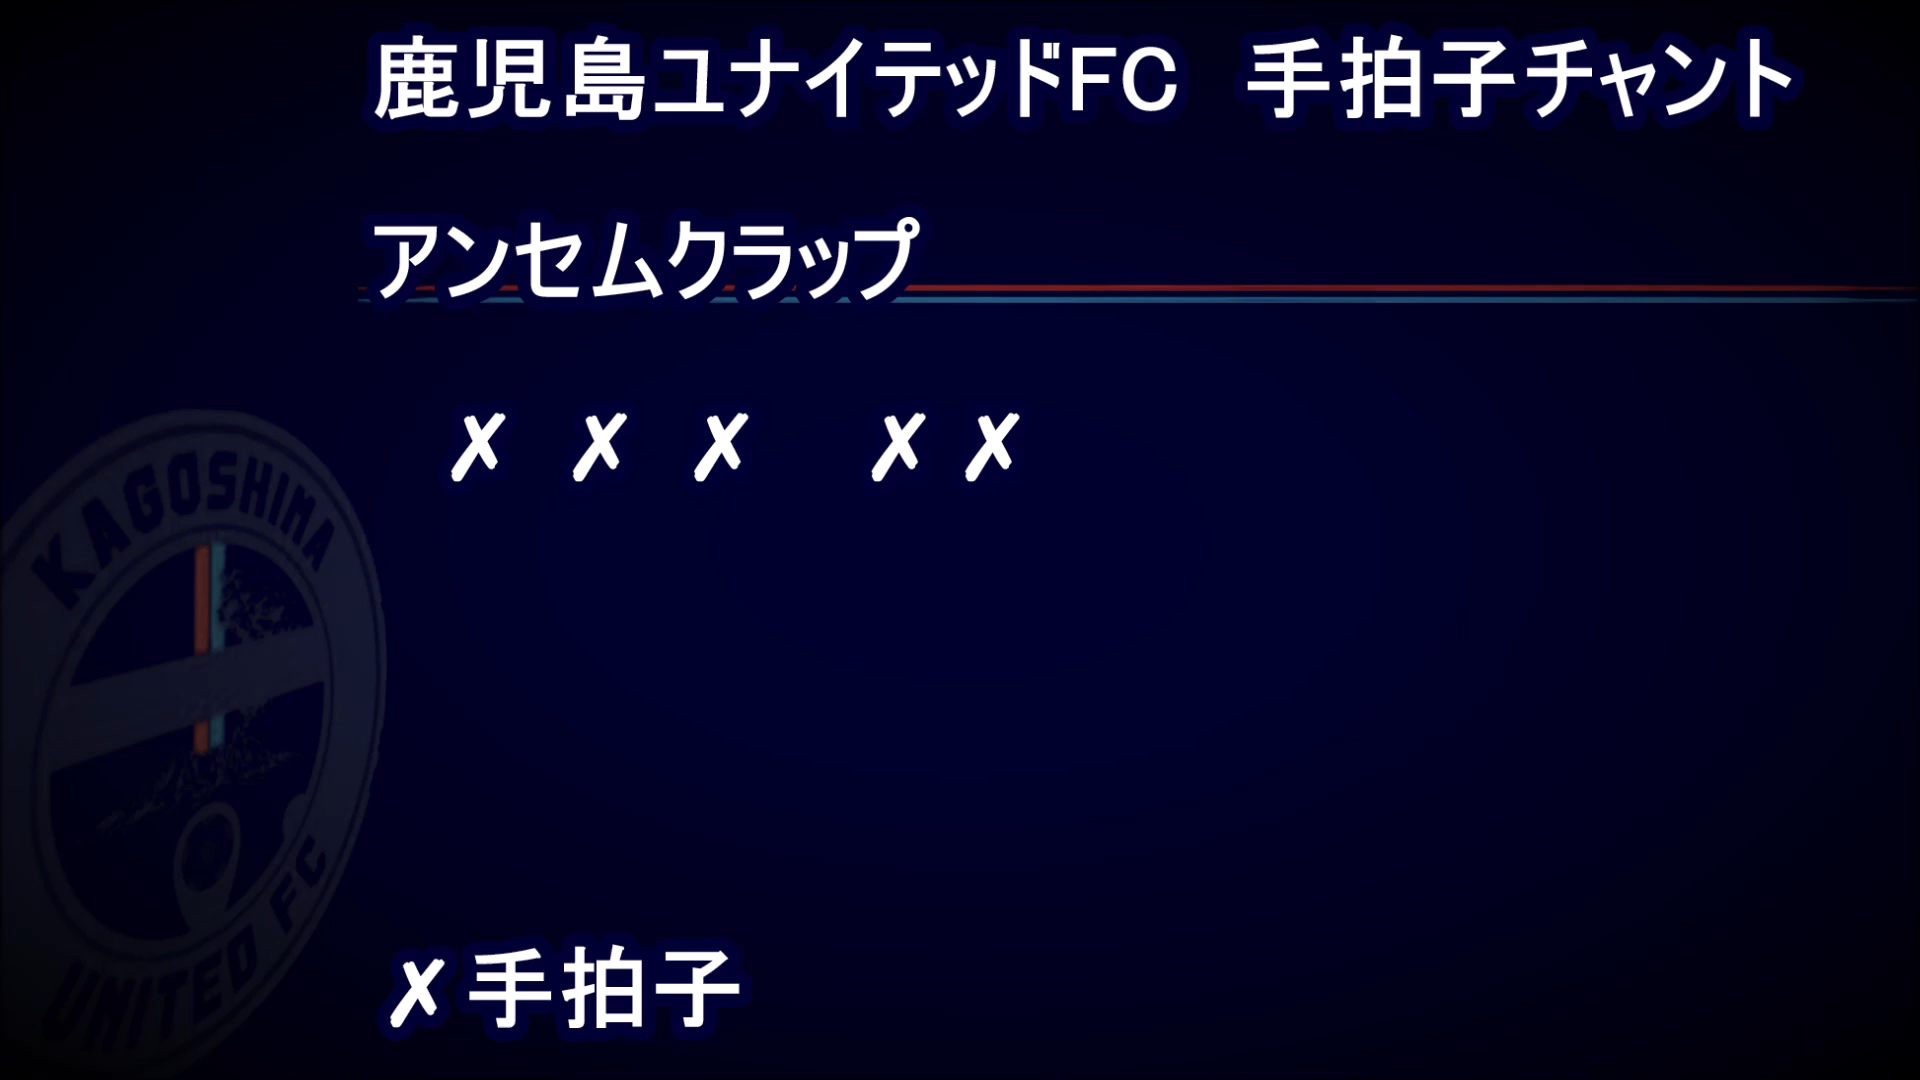 鹿児島ユナイテッドFC　手拍子チャント
アンセムクラップ
✗ ✗ ✗　✗ ✗
KAGOSHIMA
UNITED FC
✗手拍子